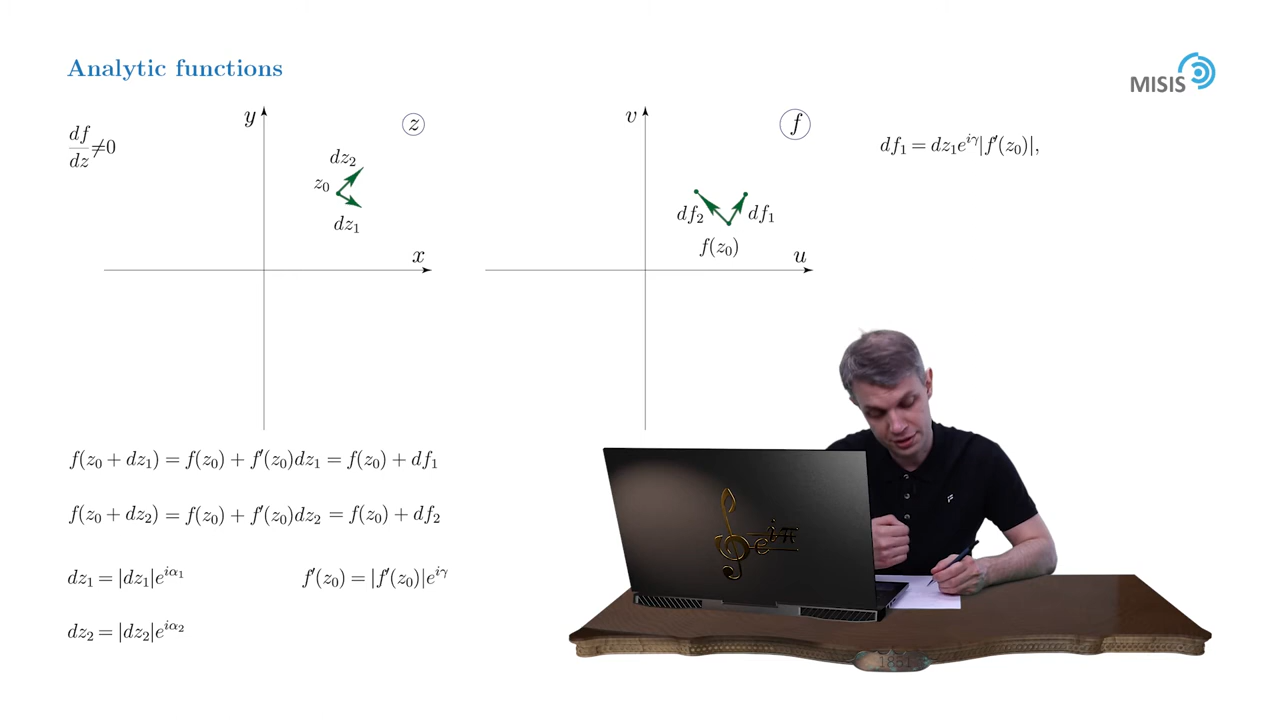 Analytic functions
MISIS
df/dz ≠ 0
y
z
dz₂
z₀
dz₁
x
v
f
df₂
df₁
f(z₀)
u
df₁ = dz₁e^{iγ}|f′(z₀)|,
f(z₀ + dz₁) = f(z₀) + f′(z₀)dz₁ = f(z₀) + df₁
f(z₀ + dz₂) = f(z₀) + f′(z₀)dz₂ = f(z₀) + df₂
dz₁ = |dz₁|e^{iα₁}
f′(z₀) = |f′(z₀)|e^{iγ}
dz₂ = |dz₂|e^{iα₂}
e^{iπ}